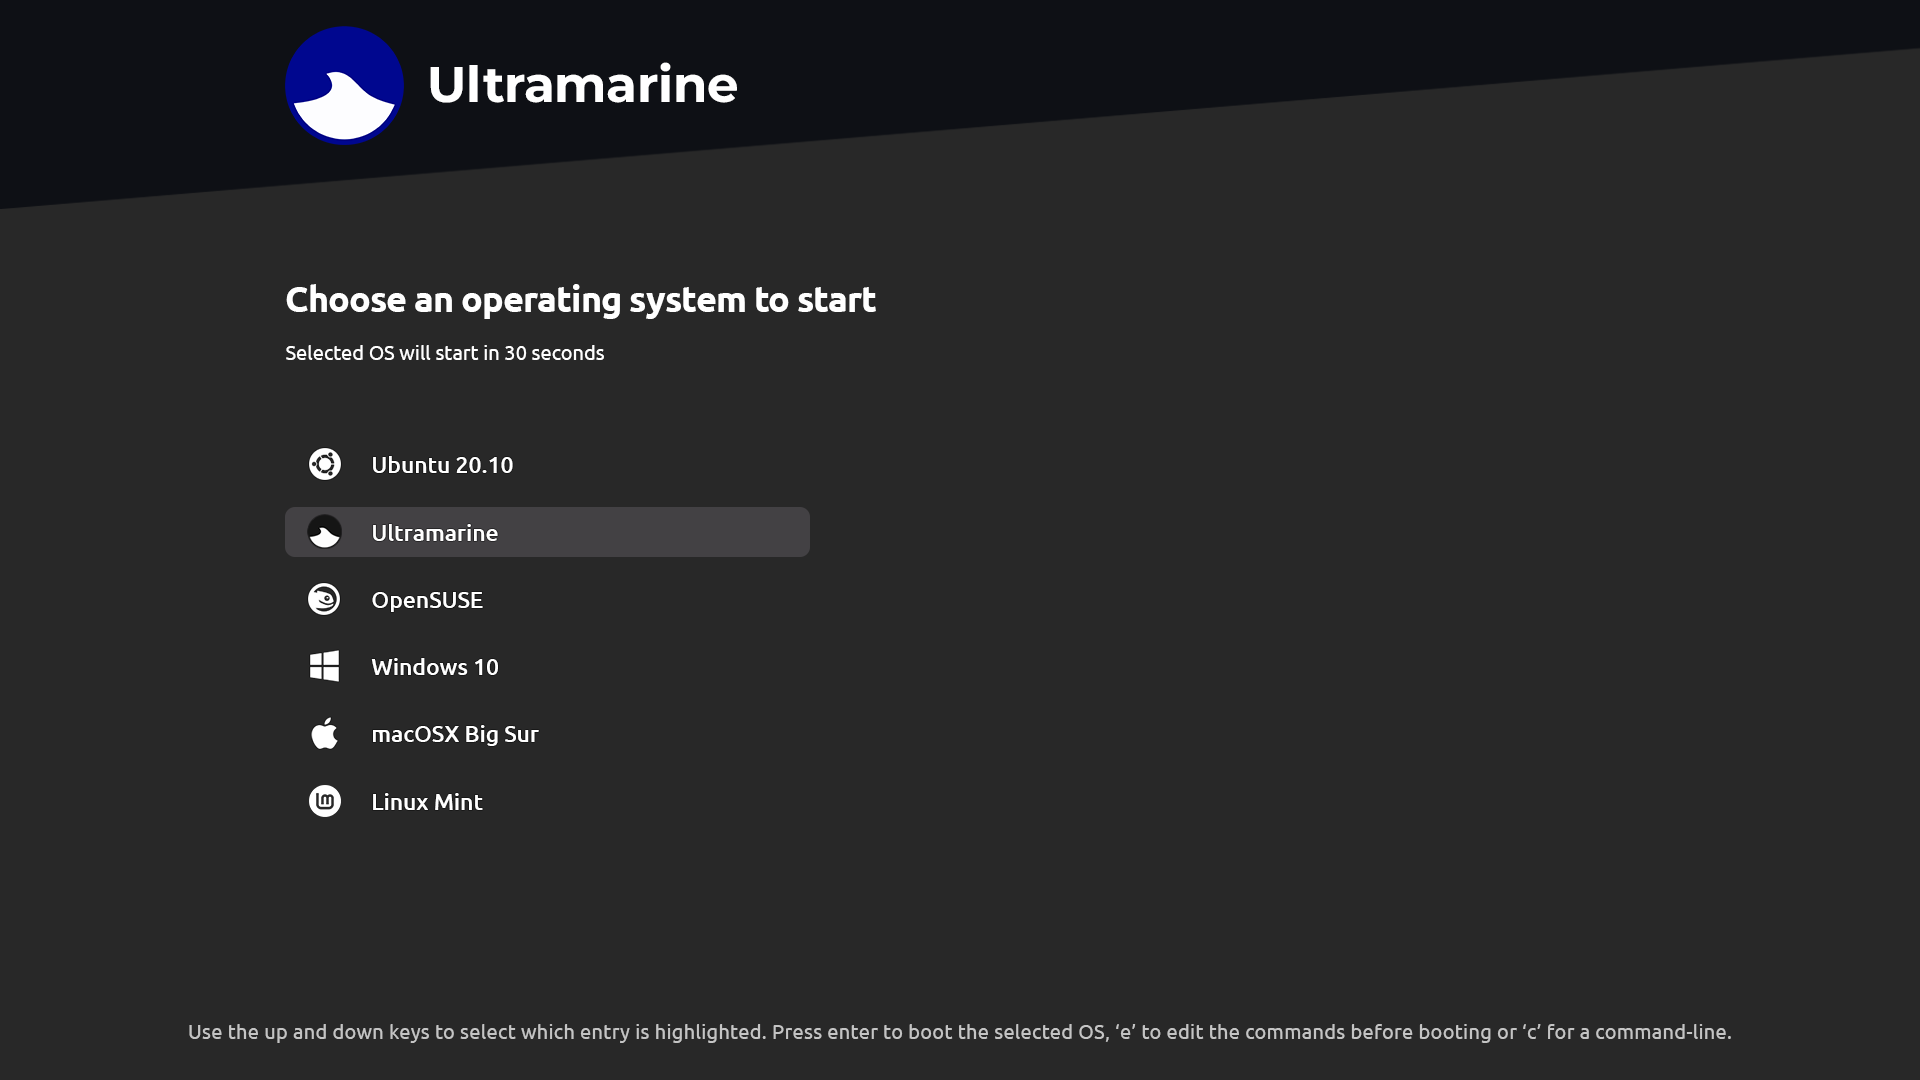 Ultramarine
Choose an operating system to start
Selected OS will start in 30 seconds
Ubuntu 20.10
Ultramarine
OpenSUSE
Windows 10
macOSX Big Sur
Linux Mint
Use the up and down keys to select which entry is highlighted. Press enter to boot the selected OS, ‘e’ to edit the commands before booting or ‘c’ for a command-line.